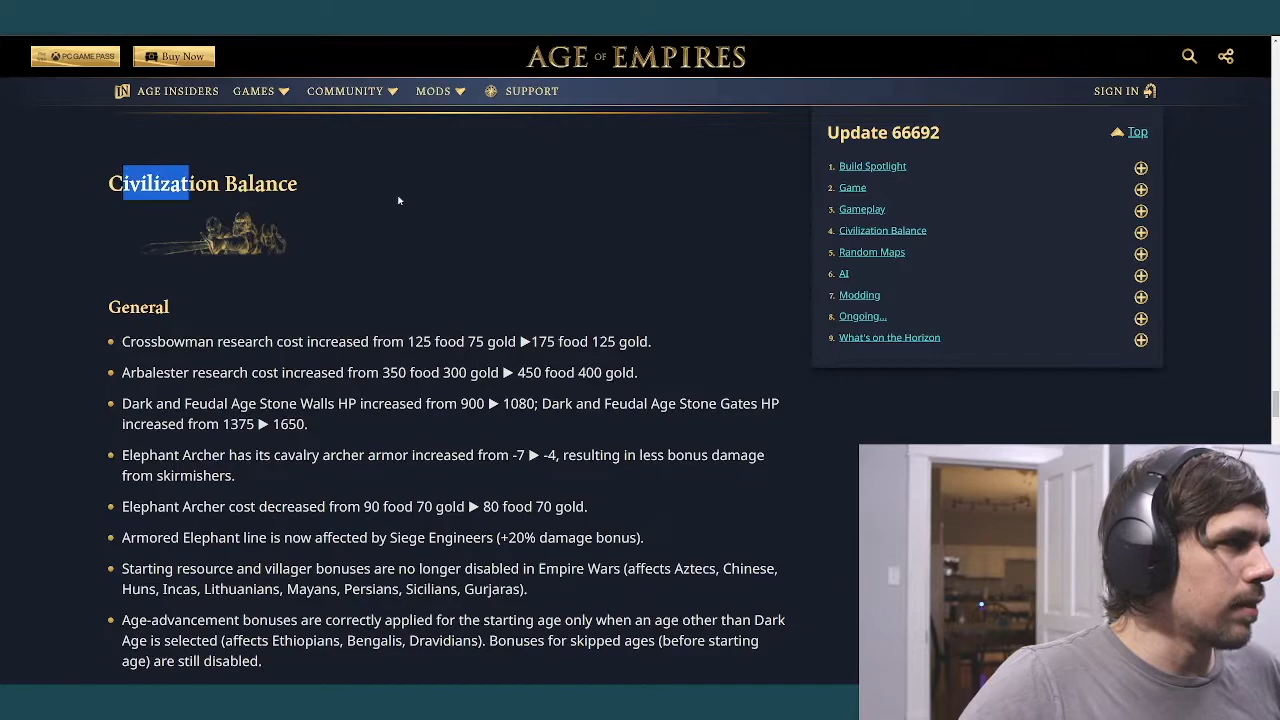 PC GAME PASS
Buy Now
AGE OF EMPIRES
AGE INSIDERS
GAMES
COMMUNITY
MODS
SUPPORT
SIGN IN
Update 66692
Top
1. Build Spotlight
2. Game
3. Gameplay
4. Civilization Balance
5. Random Maps
6. AI
7. Modding
8. Ongoing...
9. What's on the Horizon
Civilization Balance
General
Crossbowman research cost increased from 125 food 75 gold ▶175 food 125 gold.
Arbalester research cost increased from 350 food 300 gold ▶ 450 food 400 gold.
Dark and Feudal Age Stone Walls HP increased from 900 ▶ 1080; Dark and Feudal Age Stone Gates HP
increased from 1375 ▶ 1650.
Elephant Archer has its cavalry archer armor increased from -7 ▶ -4, resulting in less bonus damage
from skirmishers.
Elephant Archer cost decreased from 90 food 70 gold ▶ 80 food 70 gold.
Armored Elephant line is now affected by Siege Engineers (+20% damage bonus).
Starting resource and villager bonuses are no longer disabled in Empire Wars (affects Aztecs, Chinese,
Huns, Incas, Lithuanians, Mayans, Persians, Sicilians, Gurjaras).
Age-advancement bonuses are correctly applied for the starting age only when an age other than Dark
Age is selected (affects Ethiopians, Bengalis, Dravidians). Bonuses for skipped ages (before starting
age) are still disabled.